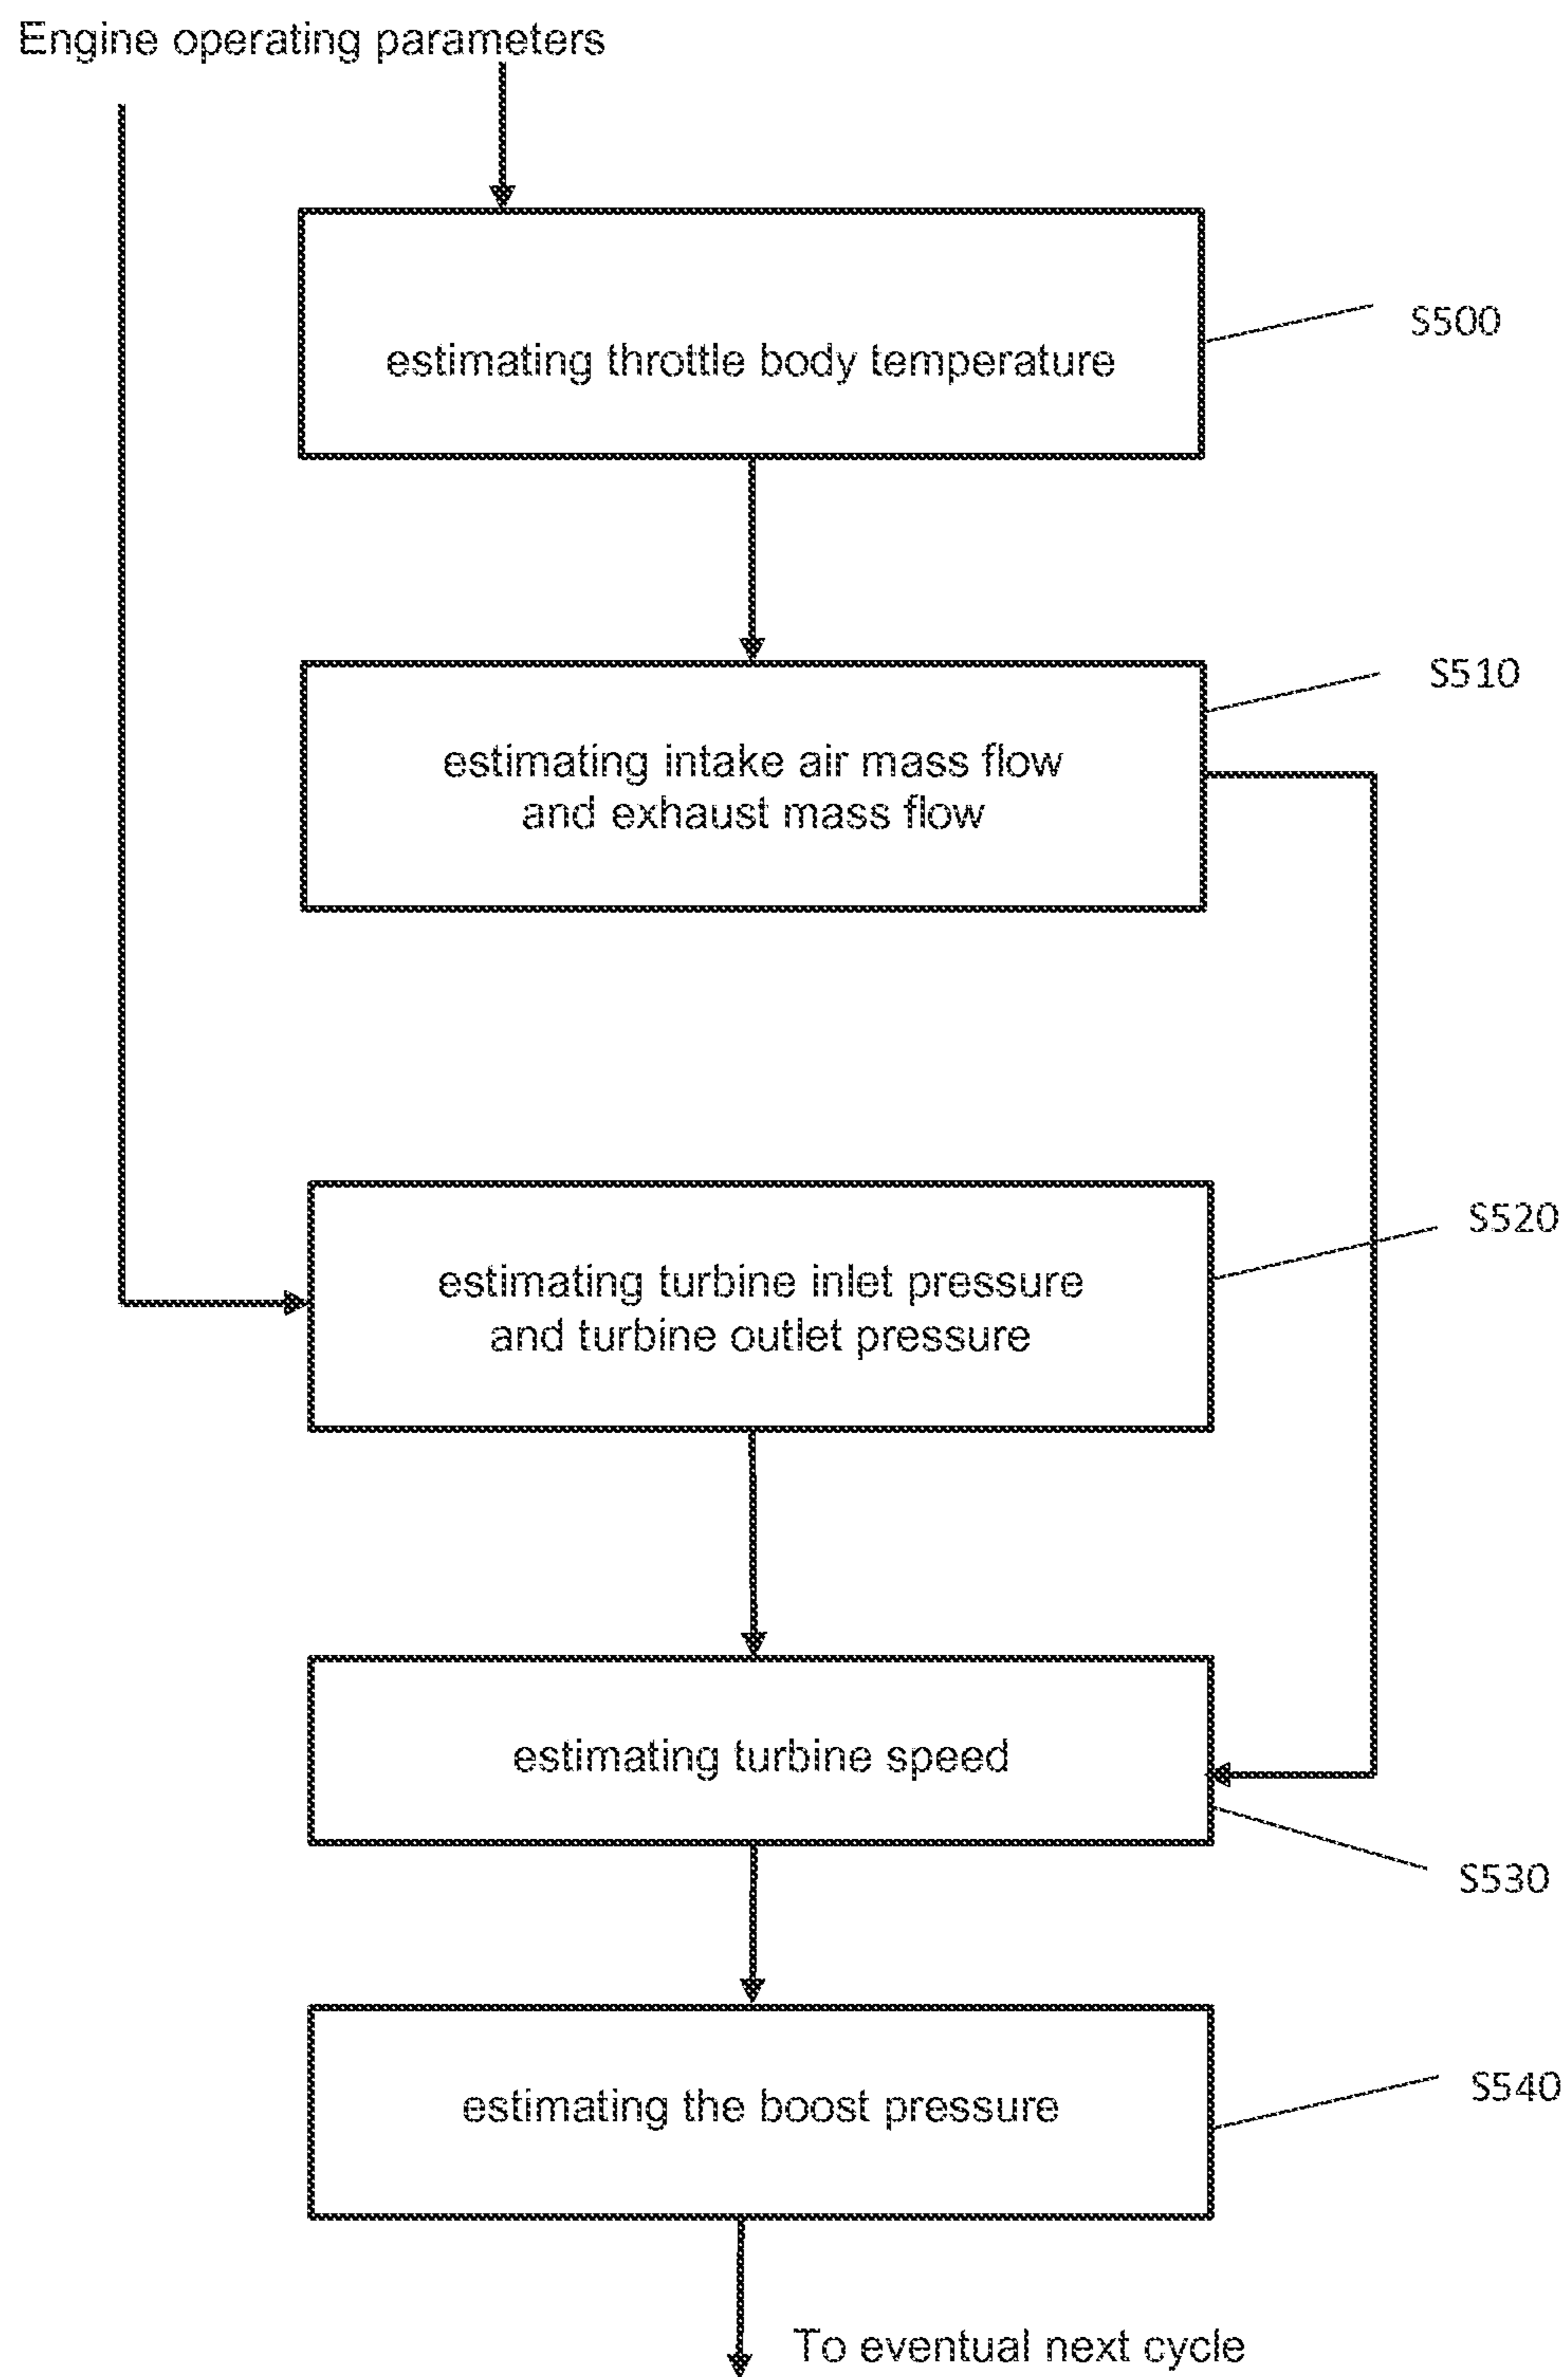 Engine operating parameters
estimating throttle body temperature
S500
S510
estimating intake air mass flow
and exhaust mass flow
S520
estimating turbine inlet pressure
and turbine outlet pressure
estimating turbine speed
S530
estimating the boost pressure
S540
To eventual next cycle